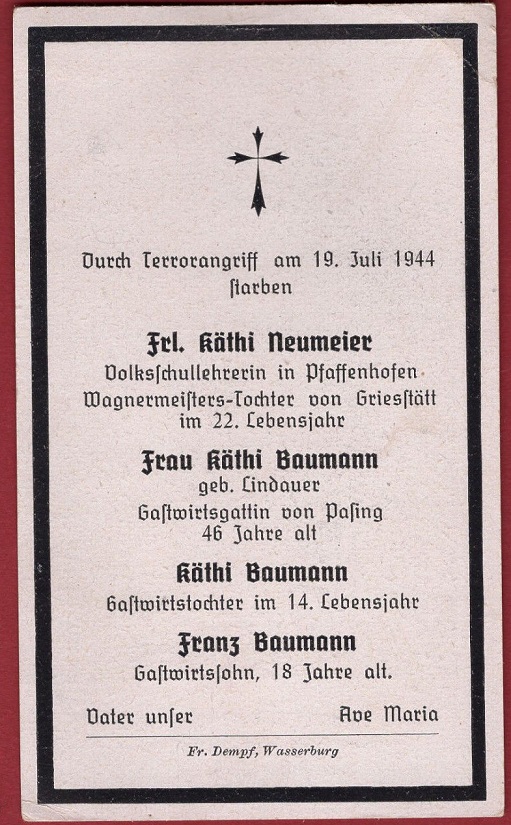 Durch Terrorangriff am 19. Juli 1944
starben
Frl. Käthi Neumeier
Volksschullehrerin in Pfaffenhofen
Wagnermeisters-Tochter von Griesstätt
im 22. Lebensjahr
Frau Käthi Baumann
geb. Lindauer
Gastwirtsgattin von Pasing
46 Jahre alt
Käthi Baumann
Gastwirtstochter im 14. Lebensjahr
Franz Baumann
Gastwirtssohn, 18 Jahre alt.
Vater unser Ave Maria
Fr. Dempf, Wasserburg